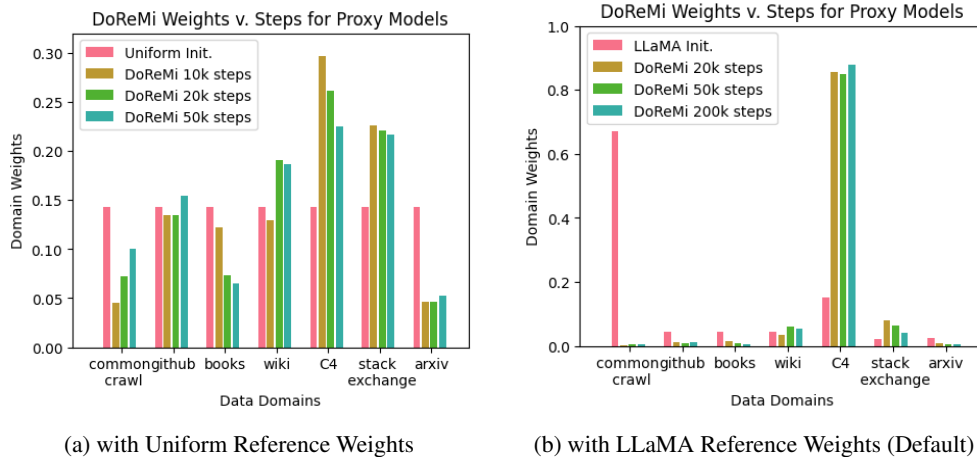 DoReMi Weights v. Steps for Proxy Models
0.30
0.25
0.20
0.15
0.10
0.05
0.00
Domain Weights
Uniform Init.
DoReMi 10k steps
DoReMi 20k steps
DoReMi 50k steps
common crawl
github
books
wiki
C4
stack exchange
arxiv
Data Domains
(a) with Uniform Reference Weights
DoReMi Weights v. Steps for Proxy Models
1.0
0.8
0.6
0.4
0.2
0.0
Domain Weights
LLaMA Init.
DoReMi 20k steps
DoReMi 50k steps
DoReMi 200k steps
common crawl
github
books
wiki
C4
stack exchange
arxiv
Data Domains
(b) with LLaMA Reference Weights (Default)